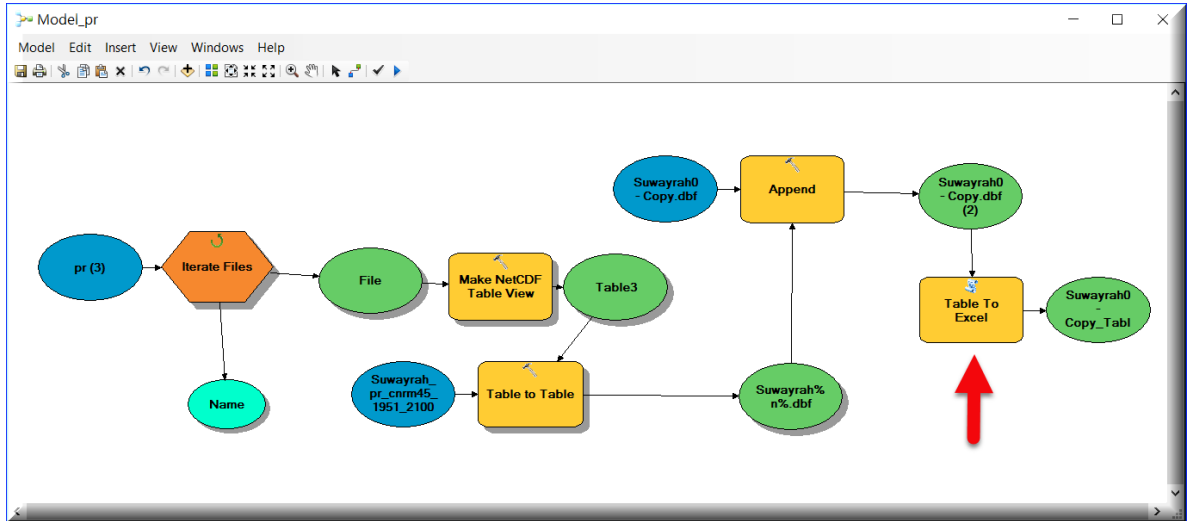 Model_pr
Model Edit Insert View Windows Help
Suwayrah0
- Copy.dbf
Append
Suwayrah0
- Copy.dbf
(2)
pr (3)
Iterate Files
File
Make NetCDF
Table View
Table3
Table To
Excel
Suwayrah0
-
Copy_Tabl
Name
Suwayrah_
pr_cnrm45_
1951_2100
Table to Table
Suwayrah%
n%.dbf